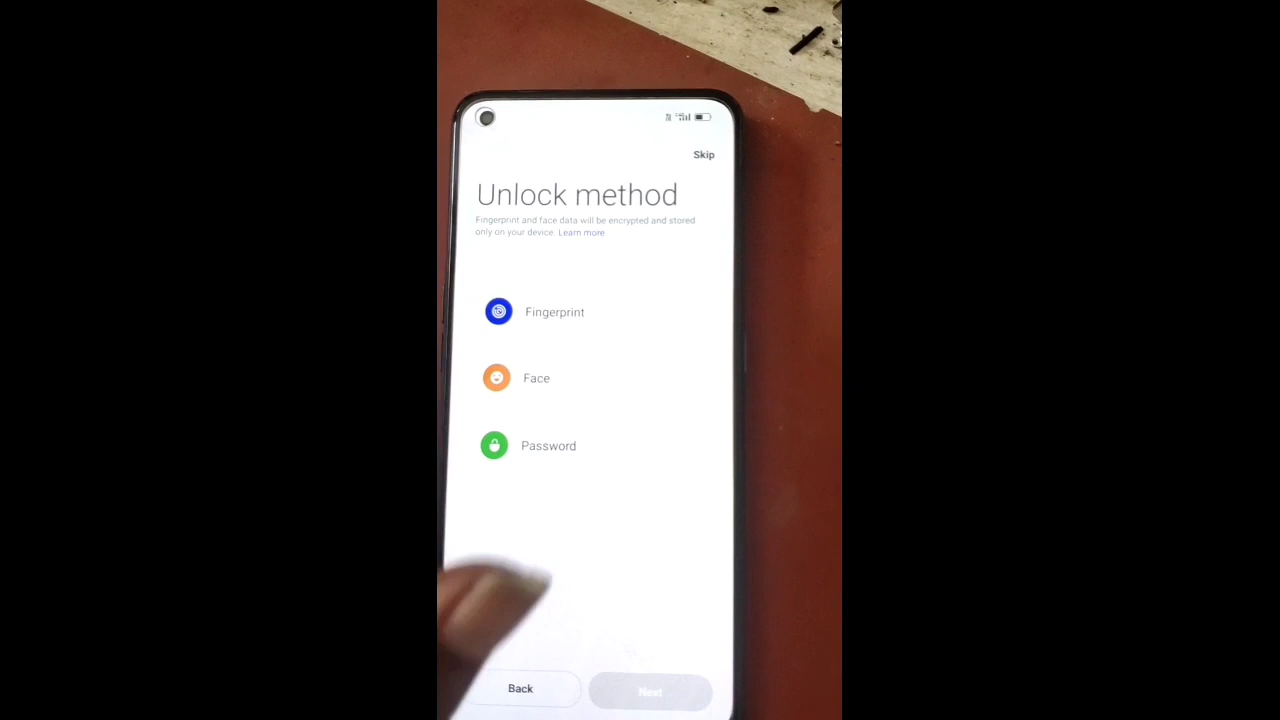 Skip
Unlock method
Fingerprint and face data will be encrypted and stored
only on your device. Learn more
Fingerprint
Face
Password
Back
Next